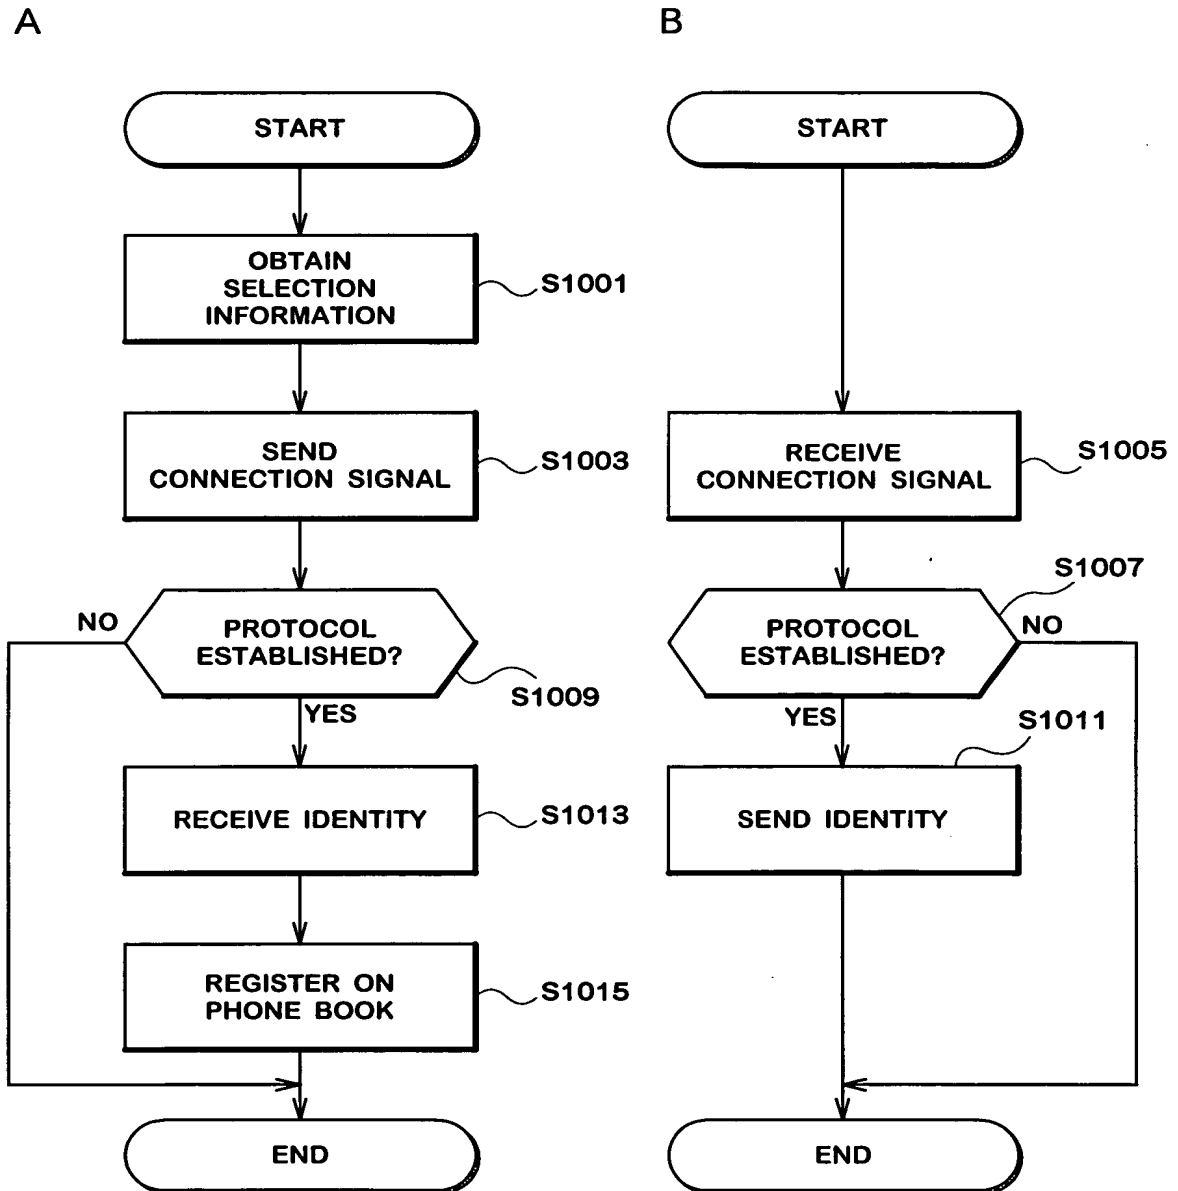 A
START
OBTAIN
SELECTION
INFORMATION
S1001
SEND
CONNECTION SIGNAL
S1003
PROTOCOL
ESTABLISHED?
NO
S1009
YES
RECEIVE IDENTITY
S1013
REGISTER ON
PHONE BOOK
S1015
END
B
START
RECEIVE
CONNECTION SIGNAL
S1005
S1007
PROTOCOL
ESTABLISHED?
NO
YES
S1011
SEND IDENTITY
END